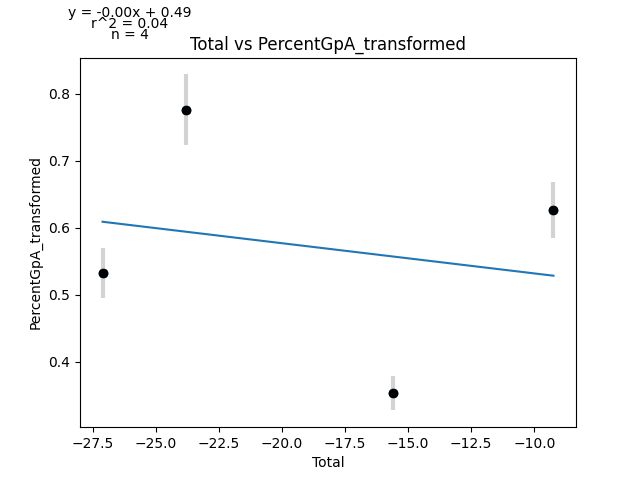 y = -0.00x + 0.49
r^2 = 0.04
n = 4
Total vs PercentGpA_transformed
PercentGpA_transformed
0.8
0.7
0.6
0.5
0.4
−27.5 −25.0 −22.5 −20.0 −17.5 −15.0 −12.5 −10.0
Total